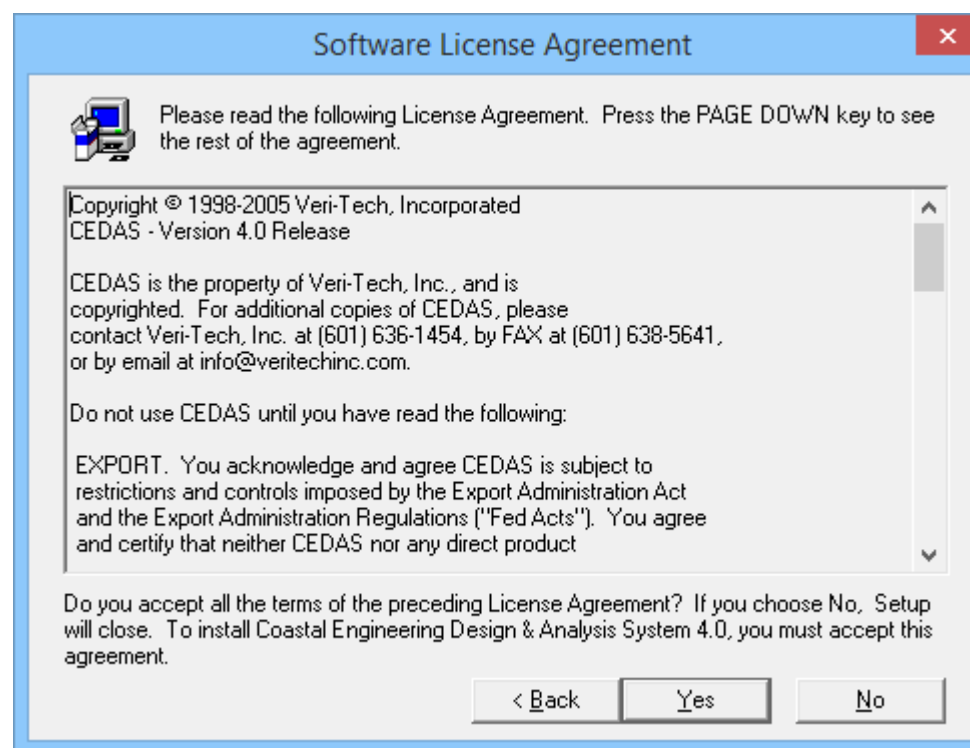 Software License Agreement
Please read the following License Agreement.  Press the PAGE DOWN key to see
the rest of the agreement.
Copyright © 1998-2005 Veri-Tech, Incorporated
CEDAS - Version 4.0 Release
CEDAS is the property of Veri-Tech, Inc., and is
copyrighted.  For additional copies of CEDAS, please
contact Veri-Tech, Inc. at (601) 636-1454, by FAX at (601) 638-5641,
or by email at info@veritechinc.com.
Do not use CEDAS until you have read the following:
EXPORT.  You acknowledge and agree CEDAS is subject to
restrictions and controls imposed by the Export Administration Act
and the Export Administration Regulations ("Fed Acts").  You agree
and certify that neither CEDAS nor any direct product
Do you accept all the terms of the preceding License Agreement?  If you choose No,  Setup
will close.  To install Coastal Engineering Design & Analysis System 4.0, you must accept this
agreement.
< Back
Yes
No